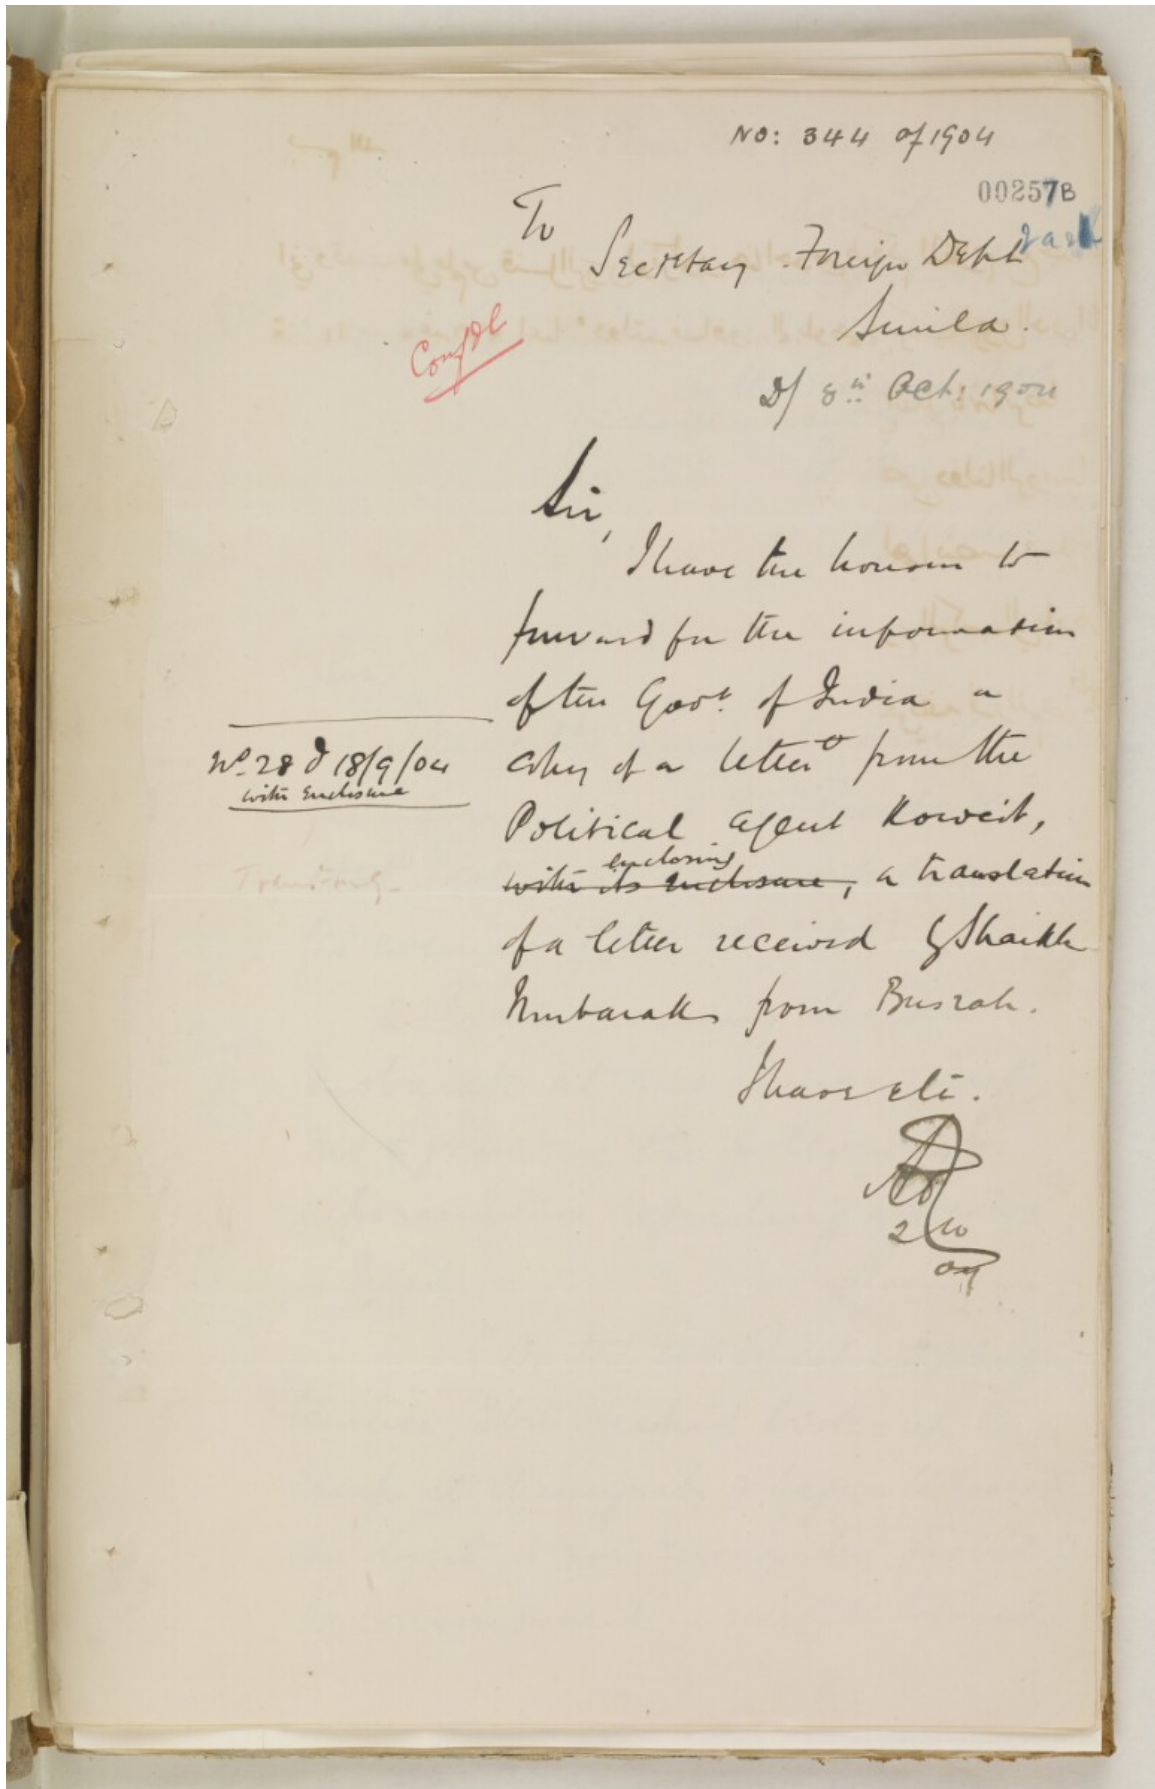 NO: 344 of 1904
00257B
To
Secretary Foreign Dept
Simla.
Confdl
D/ 8th Oct: 1904
Sir,
I have the honour to
forward for the information
of the Govt. of India a
No. 28 d 18/9/04
with Enclosure
copy of a letter from the
Political Agent Koweit,
enclosing
with its enclosure, a translation
of a letter received by Shaikh
Mubarak from Busrah.
I have etc.
2/10
04